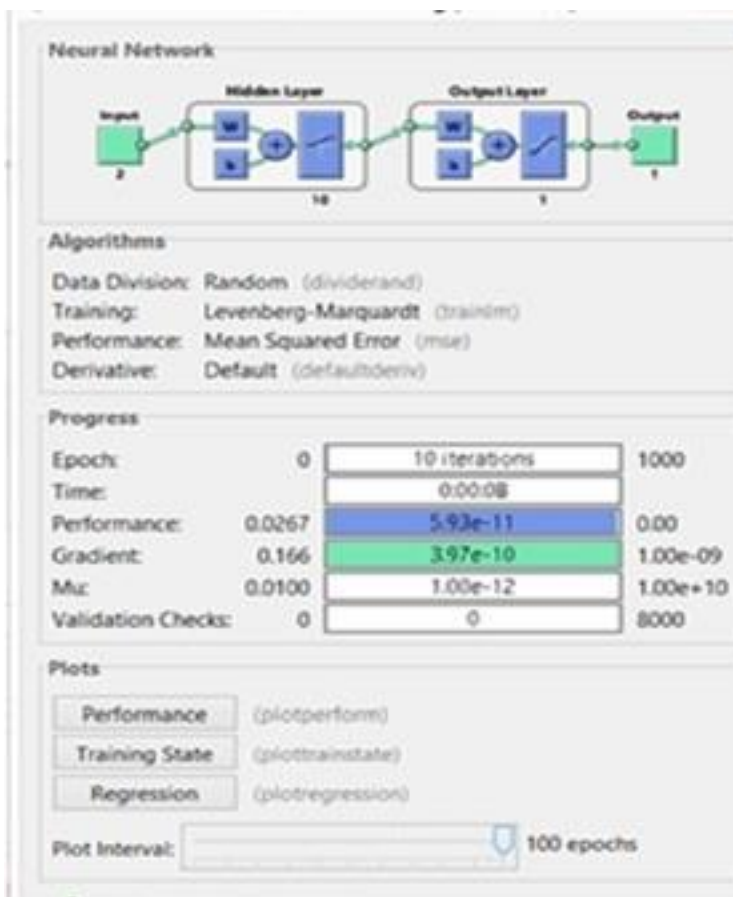 Neural Network
Hidden Layer
Output Layer
Input
Output
W
W
+
+
b
b
2
10
1
1
Algorithms
Data Division: Random (dividerand)
Training: Levenberg-Marquardt (trainlm)
Performance: Mean Squared Error (mse)
Derivative: Default (defaultderiv)
Progress
Epoch: 0 10 iterations 1000
Time: 0:00:08
Performance: 0.0267 5.93e-11 0.00
Gradient: 0.166 3.97e-10 1.00e-09
Mu: 0.0100 1.00e-12 1.00e+10
Validation Checks: 0 0 8000
Plots
Performance (plotperform)
Training State (plottrainstate)
Regression (plotregression)
Plot Interval: 100 epochs